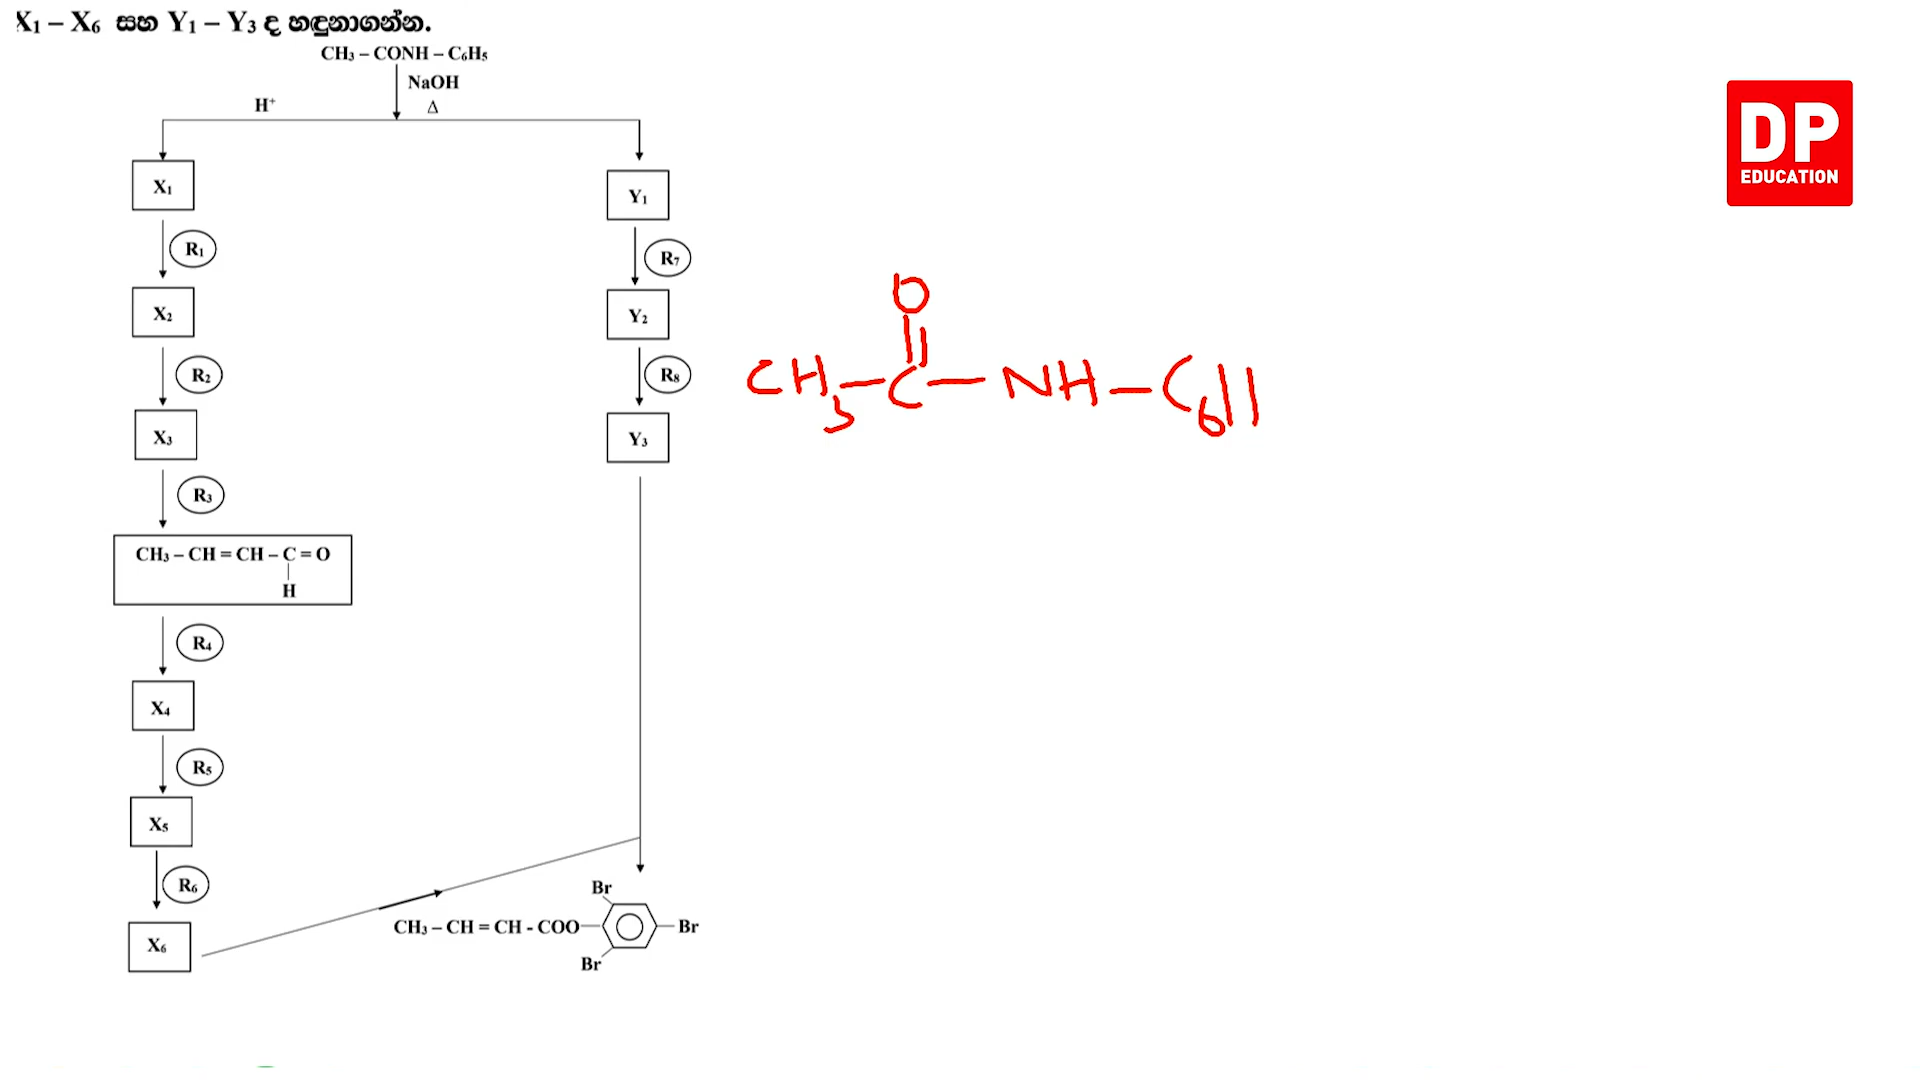 X₁ – X₆ සහ Y₁ – Y₃ ද හඳුනාගන්න.
CH₃ – CONH – C₆H₅
NaOH
H⁺
Δ
DP
EDUCATION
X₁
Y₁
R₁
R₇
X₂
Y₂
R₂
R₈
X₃
Y₃
O
CH₃ – C – NH – C₆H
R₃
CH₃ – CH = CH – C = O
H
R₄
X₄
R₅
X₅
R₆
X₆
Br
CH₃ – CH = CH - COO
Br
Br